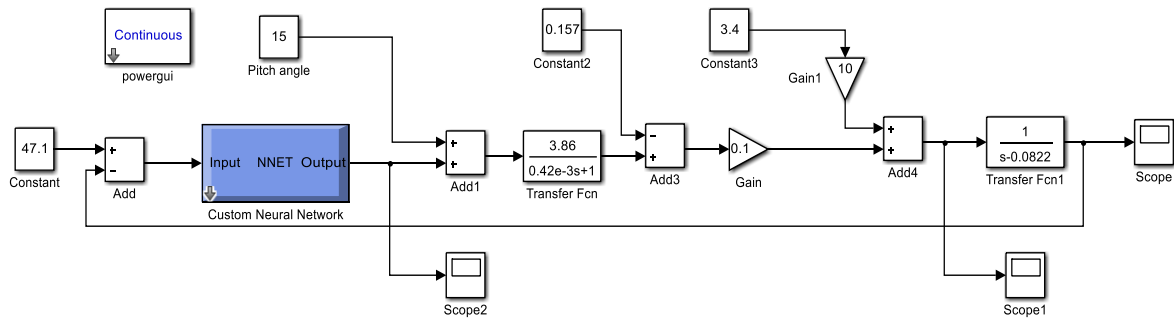 Continuous
powergui
15
Pitch angle
0.157
Constant2
3.4
Constant3
10
Gain1
47.1
Constant
+
-
Add
Input NNET Output
Custom Neural Network
+
+
Add1
3.86
0.42e-3s+1
Transfer Fcn
-
+
Add3
0.1
Gain
+
+
Add4
1
s-0.0822
Transfer Fcn1
Scope
Scope2
Scope1